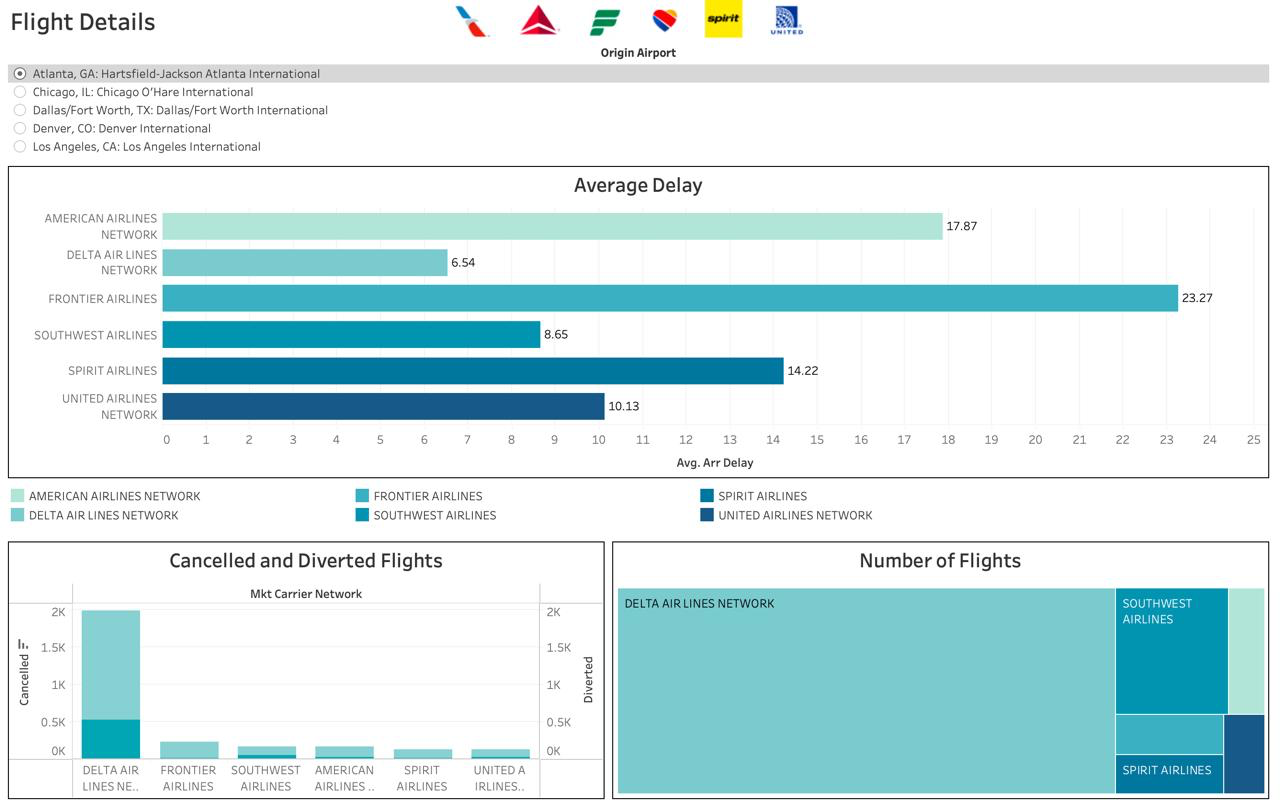 Flight Details
spirit
UNITED
Origin Airport
Atlanta, GA: Hartsfield-Jackson Atlanta International
Chicago, IL: Chicago O'Hare International
Dallas/Fort Worth, TX: Dallas/Fort Worth International
Denver, CO: Denver International
Los Angeles, CA: Los Angeles International
Average Delay
AMERICAN AIRLINES
NETWORK
17.87
DELTA AIR LINES
NETWORK
6.54
FRONTIER AIRLINES
23.27
SOUTHWEST AIRLINES
8.65
SPIRIT AIRLINES
14.22
UNITED AIRLINES
NETWORK
10.13
0 1 2 3 4 5 6 7 8 9 10 11 12 13 14 15 16 17 18 19 20 21 22 23 24 25
Avg. Arr Delay
AMERICAN AIRLINES NETWORK
FRONTIER AIRLINES
SPIRIT AIRLINES
DELTA AIR LINES NETWORK
SOUTHWEST AIRLINES
UNITED AIRLINES NETWORK
Cancelled and Diverted Flights
Mkt Carrier Network
Cancelled
2K
1.5K
1K
0.5K
0K
2K
1.5K
1K
0.5K
0K
Diverted
DELTA AIR
LINES NE..
FRONTIER
AIRLINES
SOUTHWEST
AIRLINES
AMERICAN
AIRLINES ..
SPIRIT
AIRLINES
UNITED A
IRLINES..
Number of Flights
DELTA AIR LINES NETWORK
SOUTHWEST
AIRLINES
SPIRIT AIRLINES